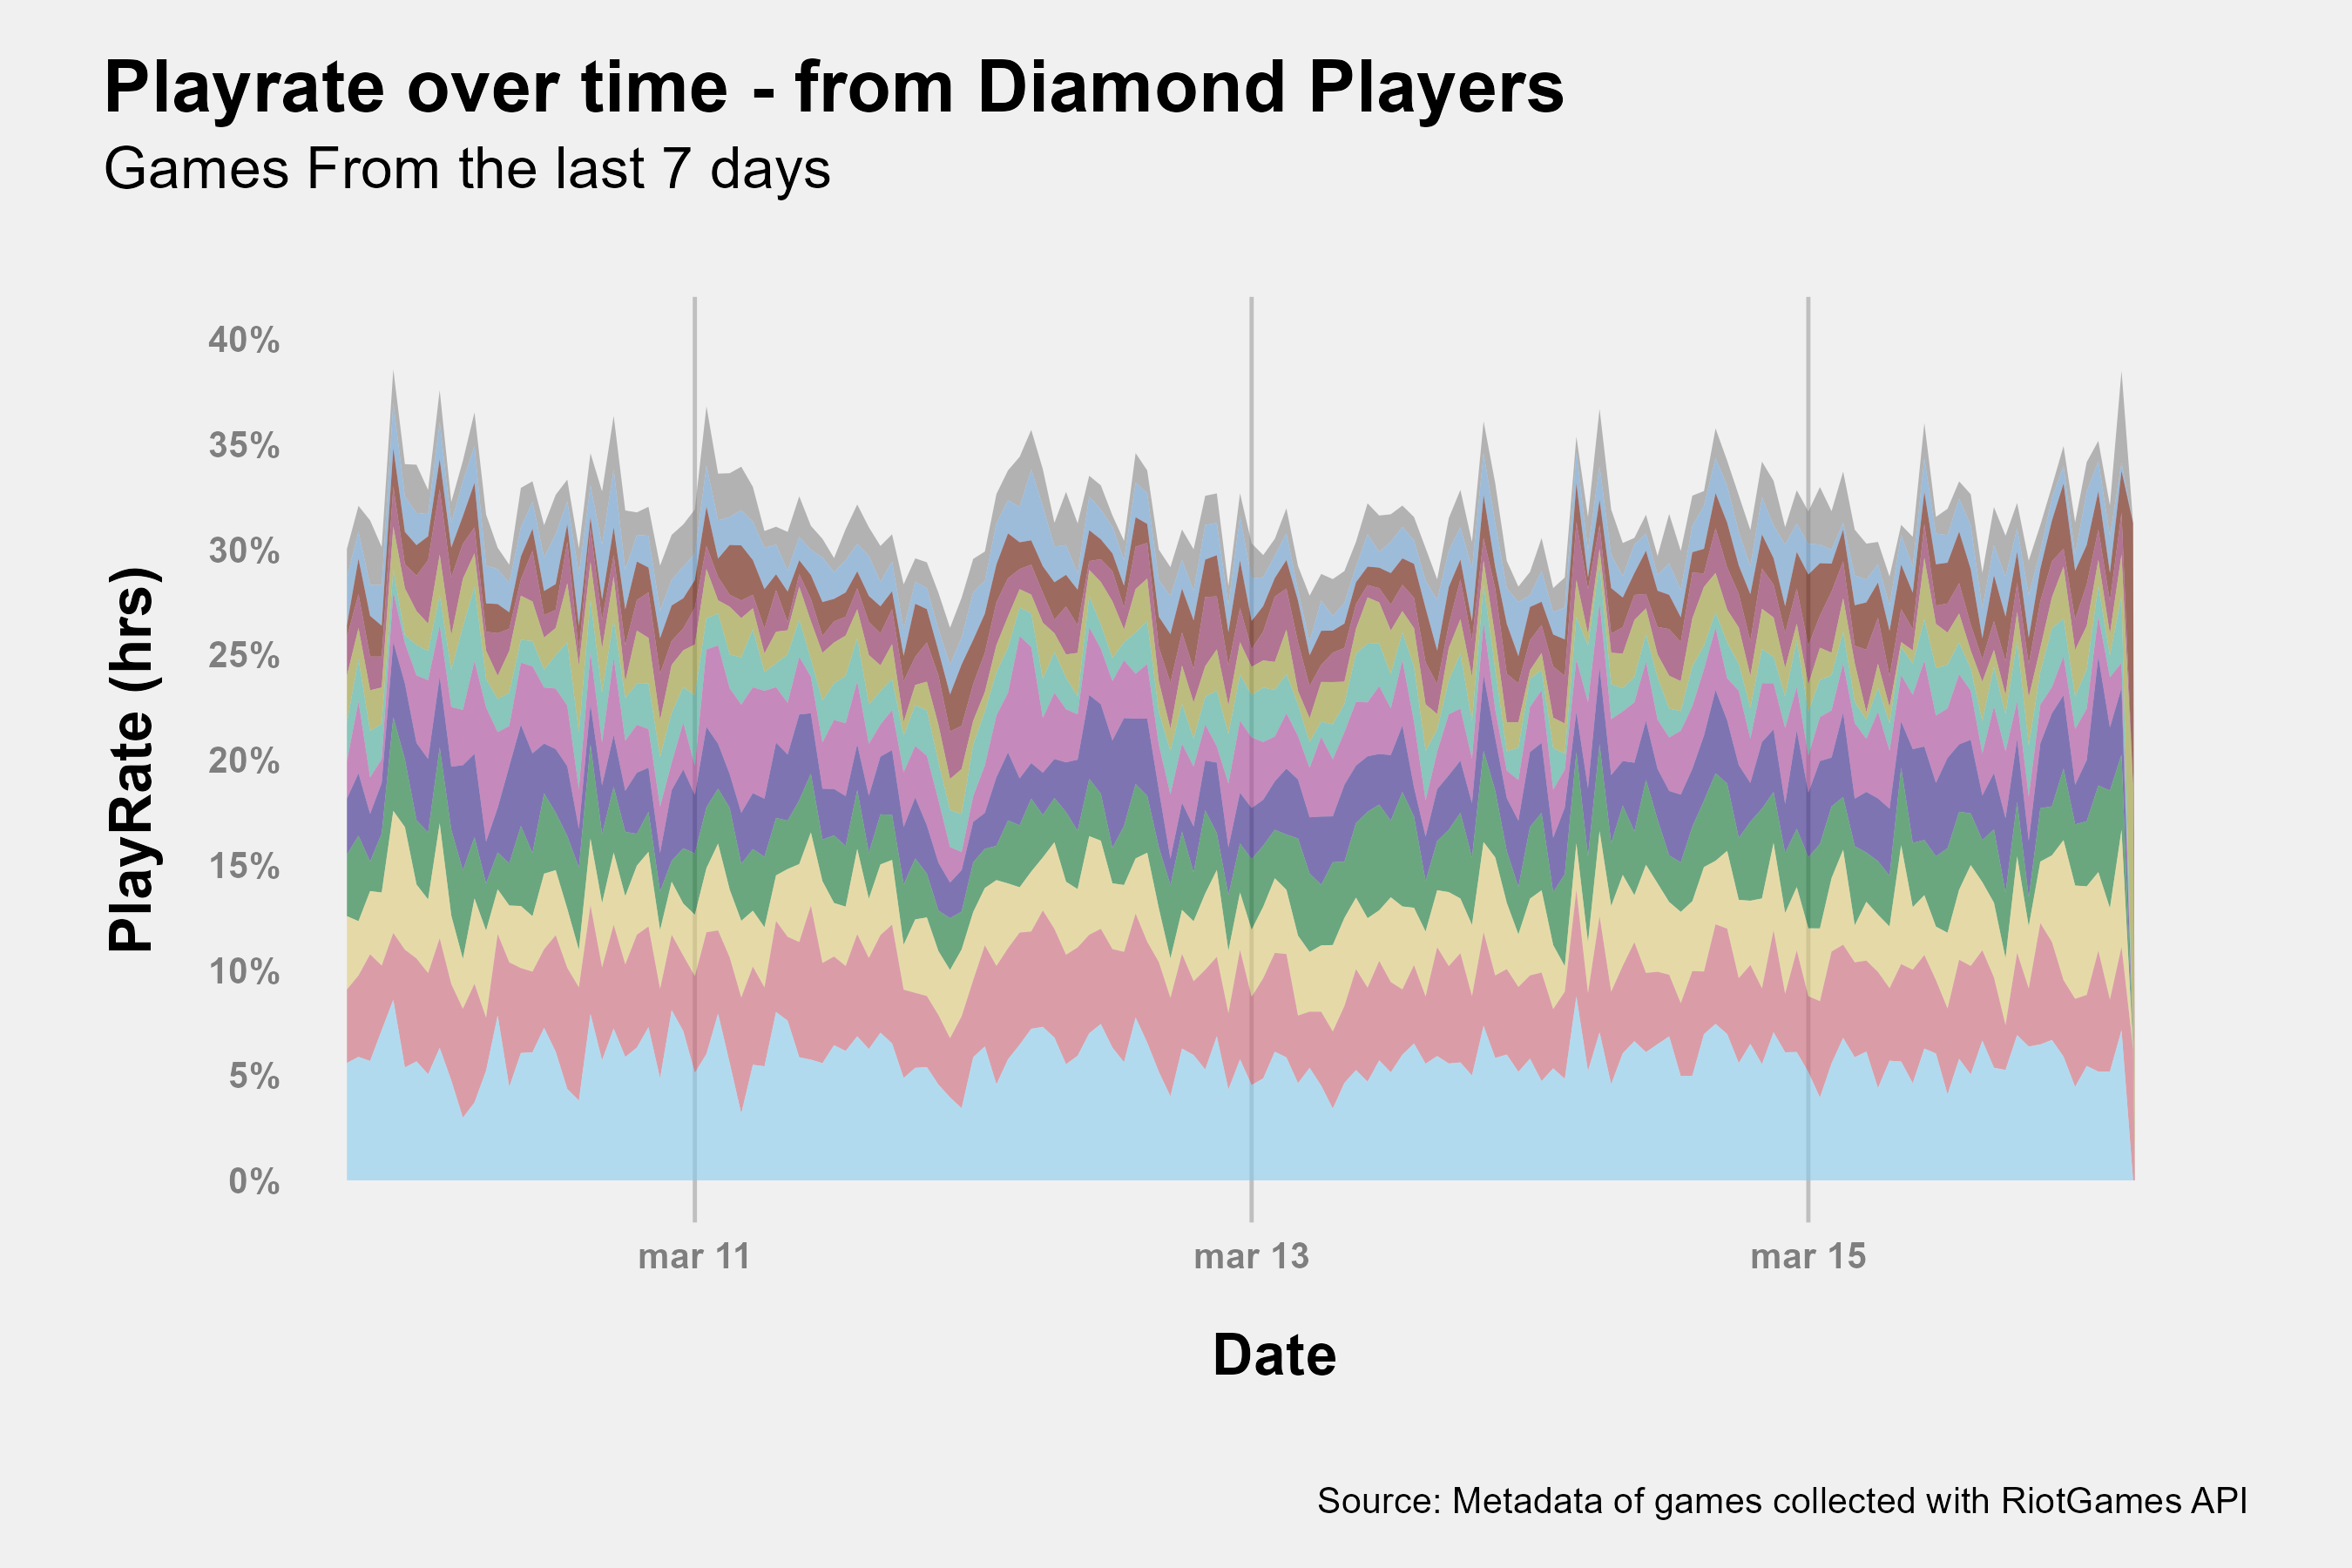 Playrate over time - from Diamond Players
Games From the last 7 days
40%
35%
30%
25%
20%
15%
10%
5%
0%
PlayRate (hrs)
mar 11
mar 13
mar 15
Date
Source: Metadata of games collected with RiotGames API